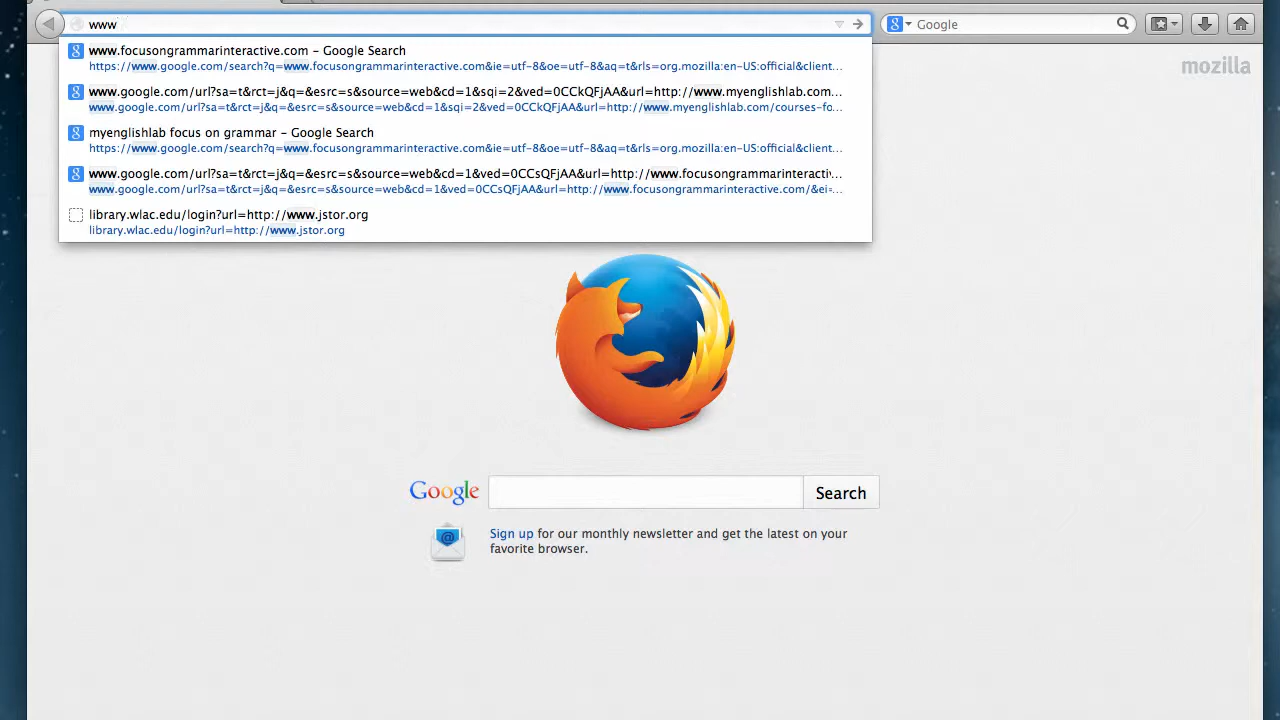 www
Google
www.focusongrammarinteractive.com – Google Search
https://www.google.com/search?q=www.focusongrammarinteractive.com&ie=utf-8&oe=utf-8&aq=t&rls=org.mozilla:en-US:official&client...
www.google.com/url?sa=t&rct=j&q=&esrc=s&source=web&cd=1&sqi=2&ved=0CCkQFjAA&url=http://www.myenglishlab.com...
www.google.com/url?sa=t&rct=j&q=&esrc=s&source=web&cd=1&sqi=2&ved=0CCkQFjAA&url=http://www.myenglishlab.com/courses-fo...
myenglishlab focus on grammar – Google Search
https://www.google.com/search?q=www.focusongrammarinteractive.com&ie=utf-8&oe=utf-8&aq=t&rls=org.mozilla:en-US:official&client...
www.google.com/url?sa=t&rct=j&q=&esrc=s&source=web&cd=1&ved=0CCsQFjAA&url=http://www.focusongrammaractivi...
www.google.com/url?sa=t&rct=j&q=&esrc=s&source=web&cd=1&ved=0CCsQFjAA&url=http://www.focusongrammarinteractive.com/&ei=...
library.wlac.edu/login?url=http://www.jstor.org
library.wlac.edu/login?url=http://www.jstor.org
mozilla
Google
Search
Sign up for our monthly newsletter and get the latest on your
favorite browser.